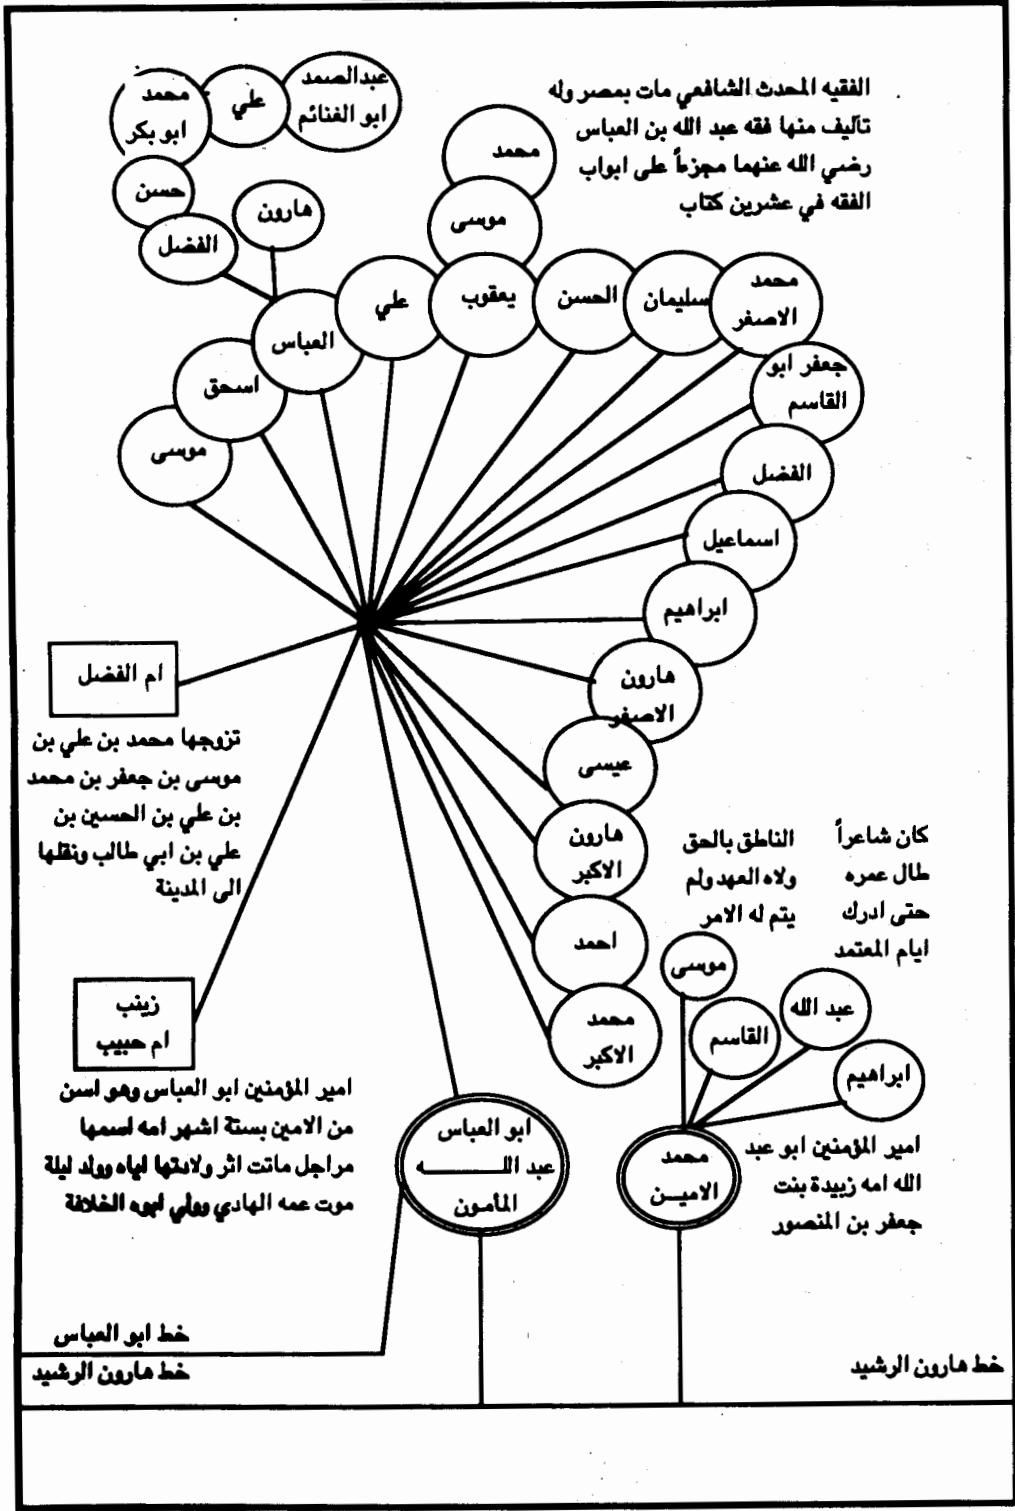 الفقيه المحدث الشافعي مات بمصر وله
تآليف منها فقه عبد الله بن العباس
رضي الله عنهما مجزءاً على ابواب
الفقه في عشرين كتاب
عبدالصمد
ابو الغنائم
علي
محمد
ابو بكر
حسن
الفضل
هارون
محمد
موسى
محمد
الاصغر
سليمان
الحسن
يعقوب
علي
العباس
اسحق
موسى
جعفر ابو
القاسم
الفضل
اسماعيل
ابراهيم
هارون
الاصغر
عيسى
هارون
الاكبر
احمد
محمد
الاكبر
ام الفضل
تزوجها محمد بن علي بن
موسى بن جعفر بن محمد
بن علي بن الحسين بن
علي بن ابي طالب ونقلها
الى المدينة
زينب
ام حبيب
كان شاعراً
طال عمره
حتى ادرك
ايام المعتمد
الناطق بالحق
ولاه العهد ولم
يتم له الامر
موسى
القاسم
عبد الله
ابراهيم
محمد
الاميـن
امير المؤمنين ابو عبد
الله امه زبيدة بنت
جعفر بن المنصور
ابو العباس
عبد اللـــــــه
المأمون
امير المؤمنين ابو العباس وهو اسن
من الامين بستة اشهر امه اسمها
مراجل ماتت اثر ولادتها اياه وولد ليلة
موت عمه الهادي وولي ابوه الخلافة
خط ابو العباس
خط هارون الرشيد
خط هارون الرشيد